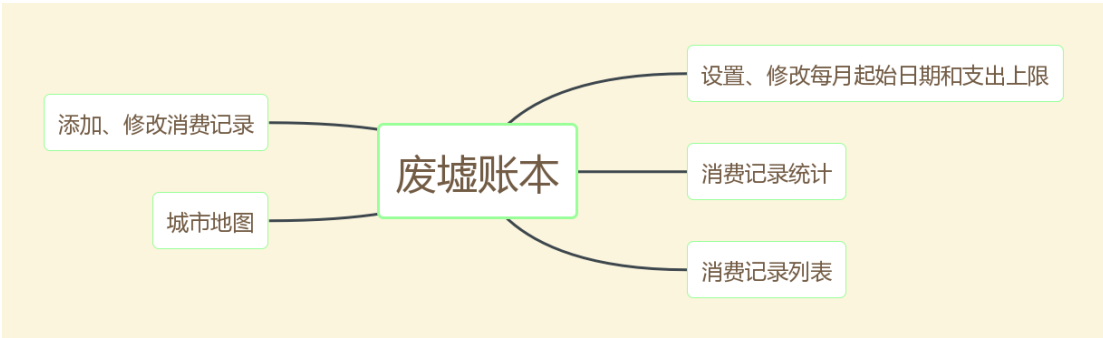 废墟账本
设置、修改每月起始日期和支出上限
消费记录统计
消费记录列表
添加、修改消费记录
城市地图